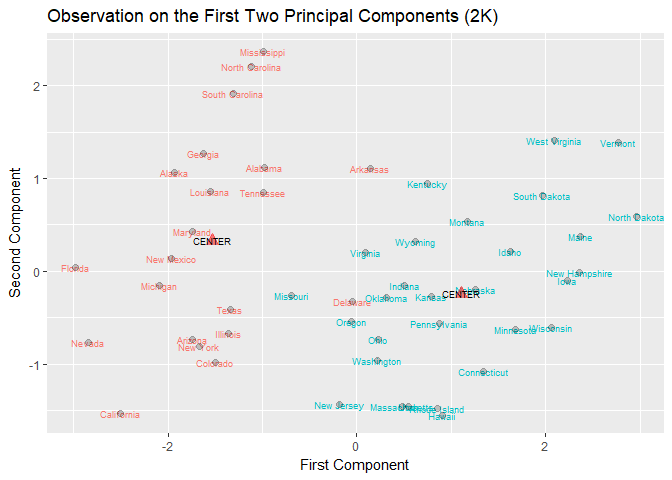 Observation on the First Two Principal Components (2K)
Mississippi
North Carolina
South Carolina
Georgia
Alaska
Alabama
Arkansas
Louisiana
Tennessee
Kentucky
West Virginia
Vermont
South Dakota
North Dakota
Montana
Maryland
CENTER
Wyoming
Maine
Virginia
Idaho
New Mexico
Florida
Michigan
Missouri
Indiana
New Hampshire
Iowa
Nebraska
CENTER
Delaware
Oklahoma
Kansas
Texas
Oregon
Pennsylvania
Minnesota
Wisconsin
Illinois
Arizona
New York
Nevada
Ohio
Colorado
Washington
Connecticut
New Jersey
Rhode Island
Hawaii
California
2
1
0
-1
-2
0
2
First Component
Second Component